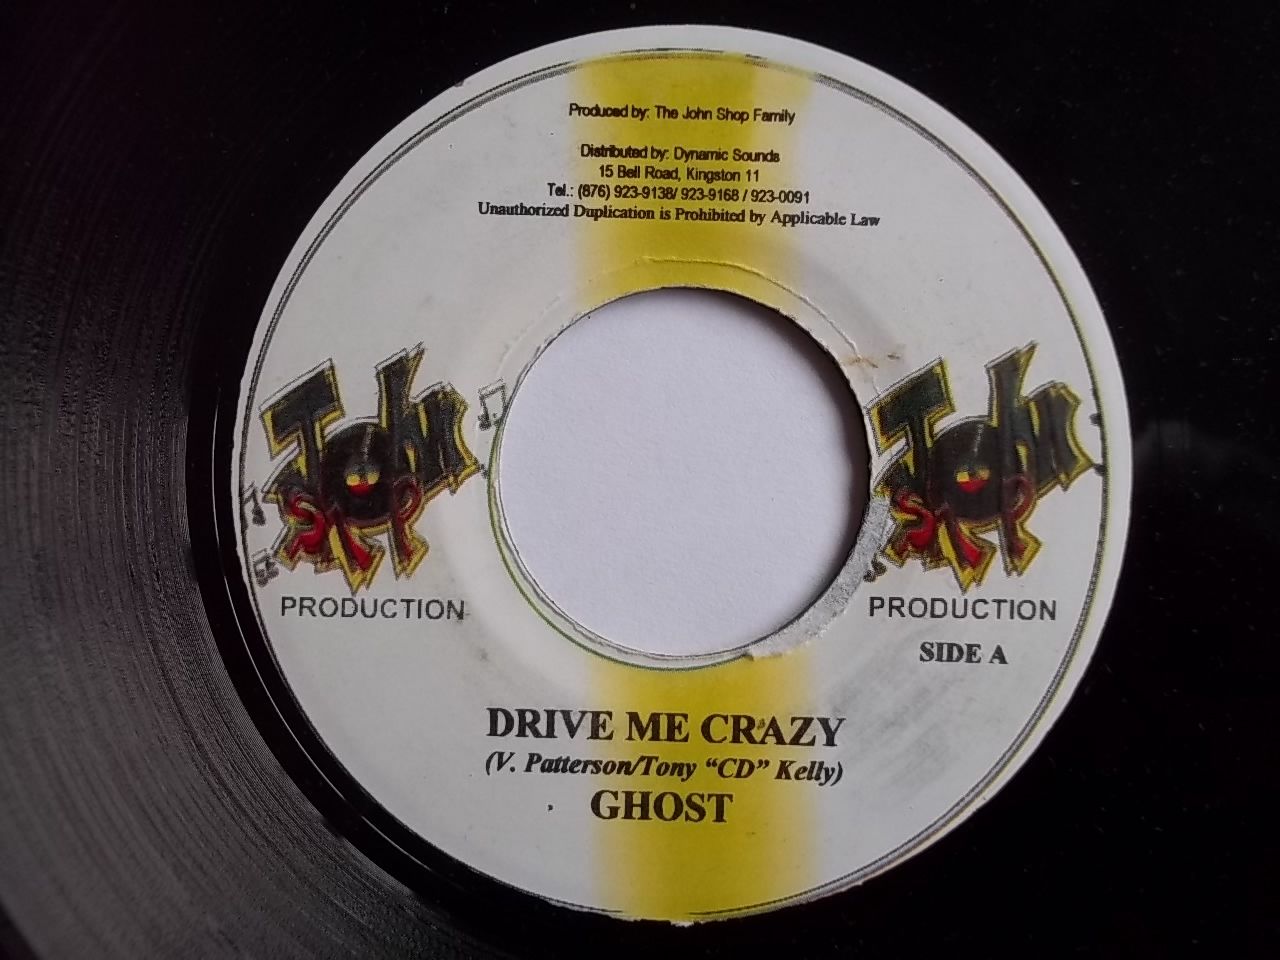 Produced by: The John Shop Family
Distributed by: Dynamic Sounds
15 Bell Road, Kingston 11
Tel.: (876) 923-9138/ 923-9168 / 923-0091
Unauthorized Duplication is Prohibited by Applicable Law
John
Shop
PRODUCTION
John
Shop
PRODUCTION
SIDE A
DRIVE ME CRAZY
(V. Patterson/Tony "CD" Kelly)
GHOST